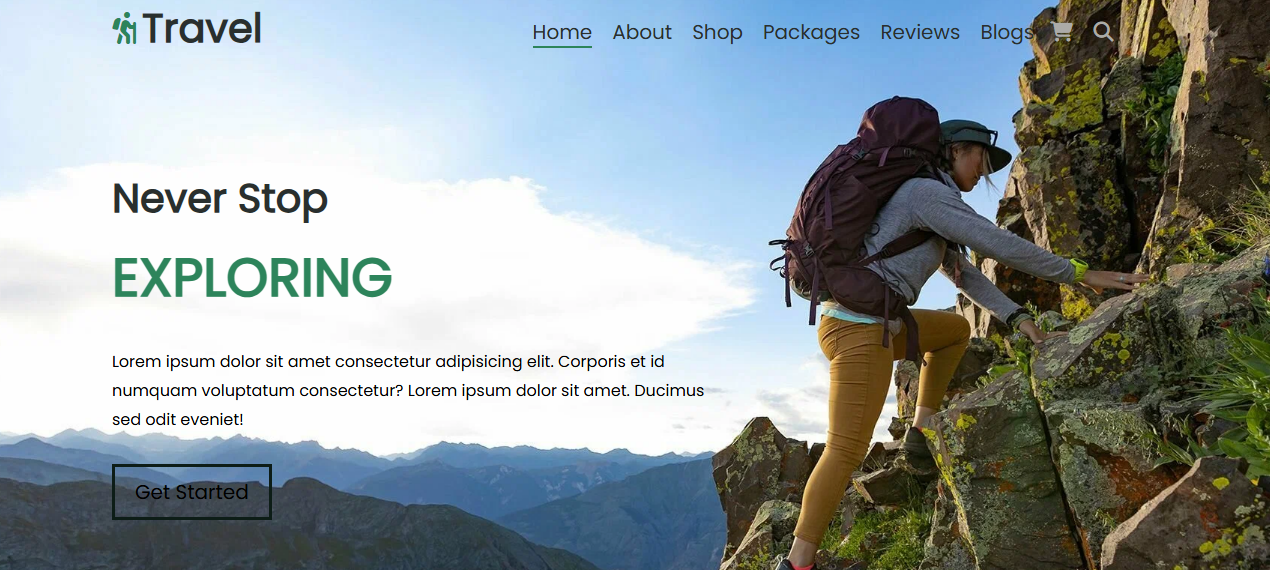 Travel
Home About Shop Packages Reviews Blogs
Never Stop
EXPLORING
Lorem ipsum dolor sit amet consectetur adipisicing elit. Corporis et id
numquam voluptatum consectetur? Lorem ipsum dolor sit amet. Ducimus
sed odit eveniet!
Get Started